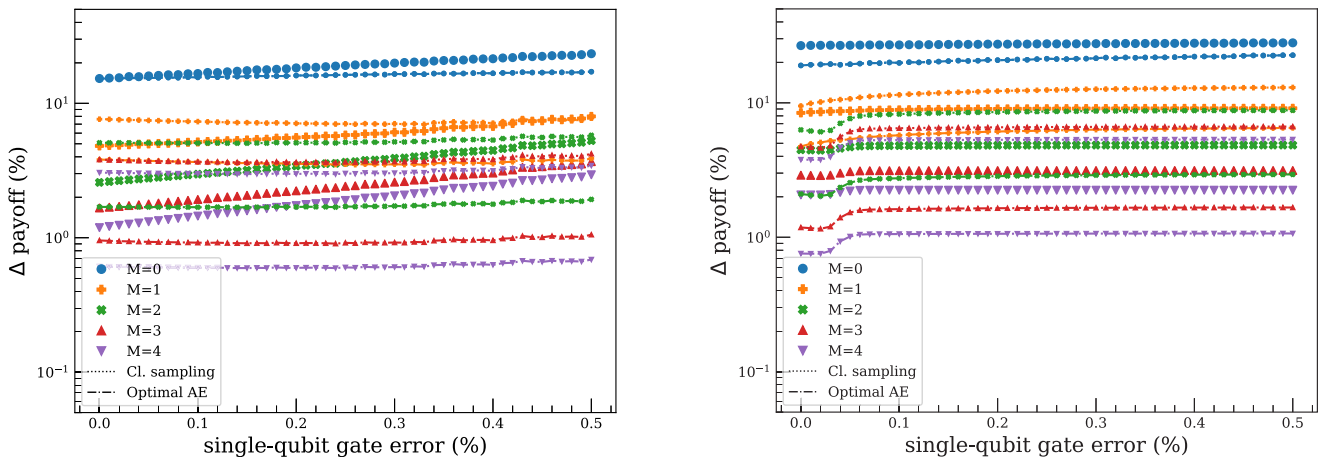 Δ payoff (%)
10¹
10⁰
10⁻¹
M=0
M=1
M=2
M=3
M=4
Cl. sampling
Optimal AE
0.0 0.1 0.2 0.3 0.4 0.5
single-qubit gate error (%)
Δ payoff (%)
10¹
10⁰
10⁻¹
M=0
M=1
M=2
M=3
M=4
Cl. sampling
Optimal AE
0.0 0.1 0.2 0.3 0.4 0.5
single-qubit gate error (%)